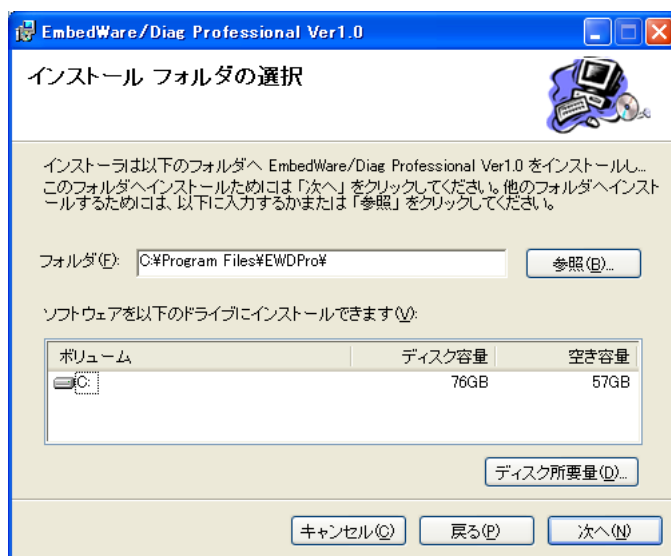 EmbedWare/Diag Professional Ver1.0
インストール フォルダの選択
インストーラは以下のフォルダへ EmbedWare/Diag Professional Ver1.0 をインストールし...
このフォルダへインストールためには「次へ」をクリックしてください。他のフォルダへインスト
ールするためには、以下に入力するかまたは「参照」をクリックしてください。
フォルダ(F): C:¥Program Files¥EWDPro¥ 参照(B)...
ソフトウェアを以下のドライブにインストールできます(V):
ボリューム ディスク容量 空き容量
C: 76GB 57GB
ディスク所要量(D)...
キャンセル(C) 戻る(P) 次へ(N)